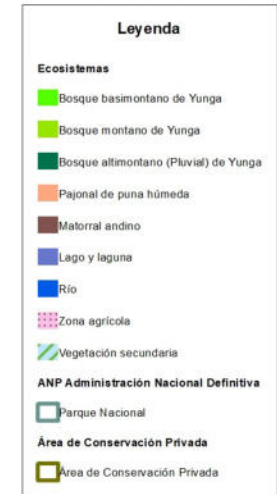 Leyenda
Ecosistemas
Bosque basimontano de Yunga
Bosque montano de Yunga
Bosque altimontano (Pluvial) de Yunga
Pajonal de puna húmeda
Matorral andino
Lago y laguna
Río
Zona agrícola
Vegetación secundaria
ANP Administración Nacional Definitiva
Parque Nacional
Área de Conservación Privada
Área de Conservación Privada